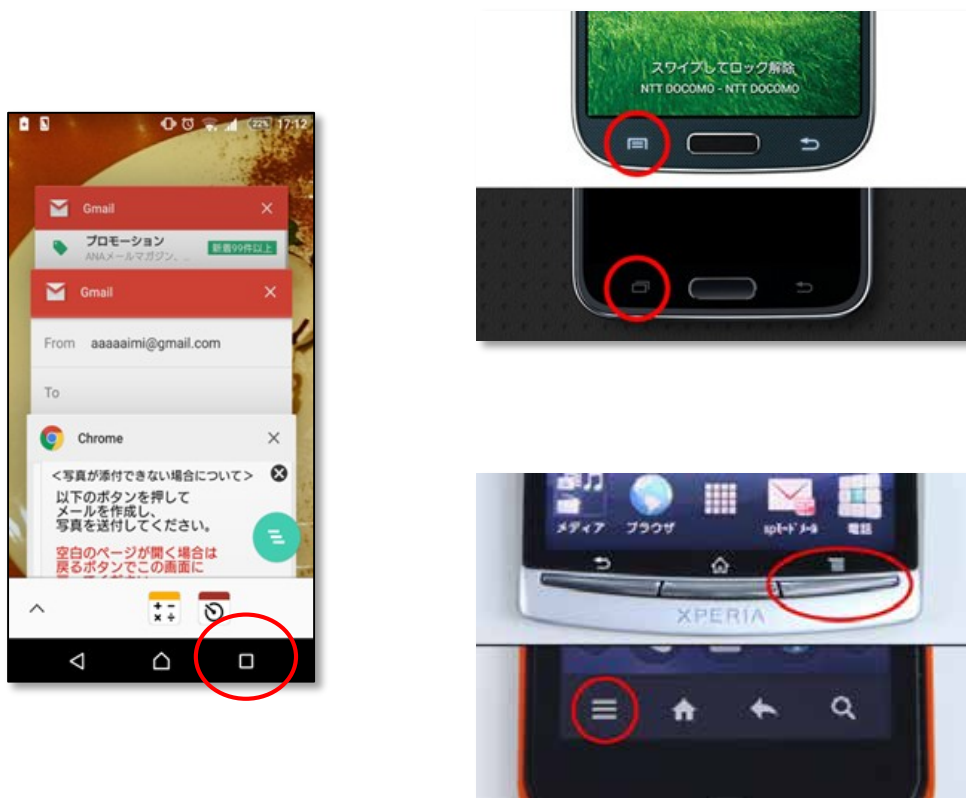 17:12
22%
Gmail
プロモーション
新着99件以上
ANAメールマガジン、...
Gmail
From aaaaaimi@gmail.com
To
Chrome
<写真が添付できない場合について>
以下のボタンを押して
メールを作成し、
写真を送付してください。
空白のページが開く場合は
戻るボタンでこの画面に
スワイプしてロック解除
NTT DOCOMO - NTT DOCOMO
メディア ブラウザ spモードメール 電話
XPERIA